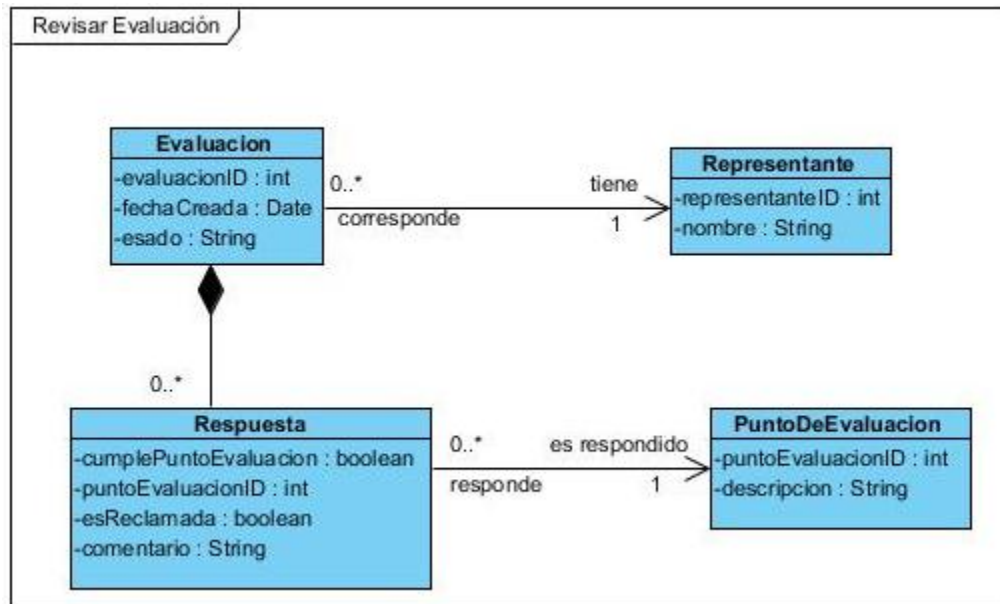 Revisar Evaluación
Evaluacion
-evaluacionID : int
-fechaCreada : Date
-esado : String
0..*
corresponde
tiene
1
Representante
-representanteID : int
-nombre : String
0..*
Respuesta
-cumplePuntoEvaluacion : boolean
-puntoEvaluacionID : int
-esReclamada : boolean
-comentario : String
0..*
responde
es respondido
1
PuntoDeEvaluacion
-puntoEvaluacionID : int
-descripcion : String